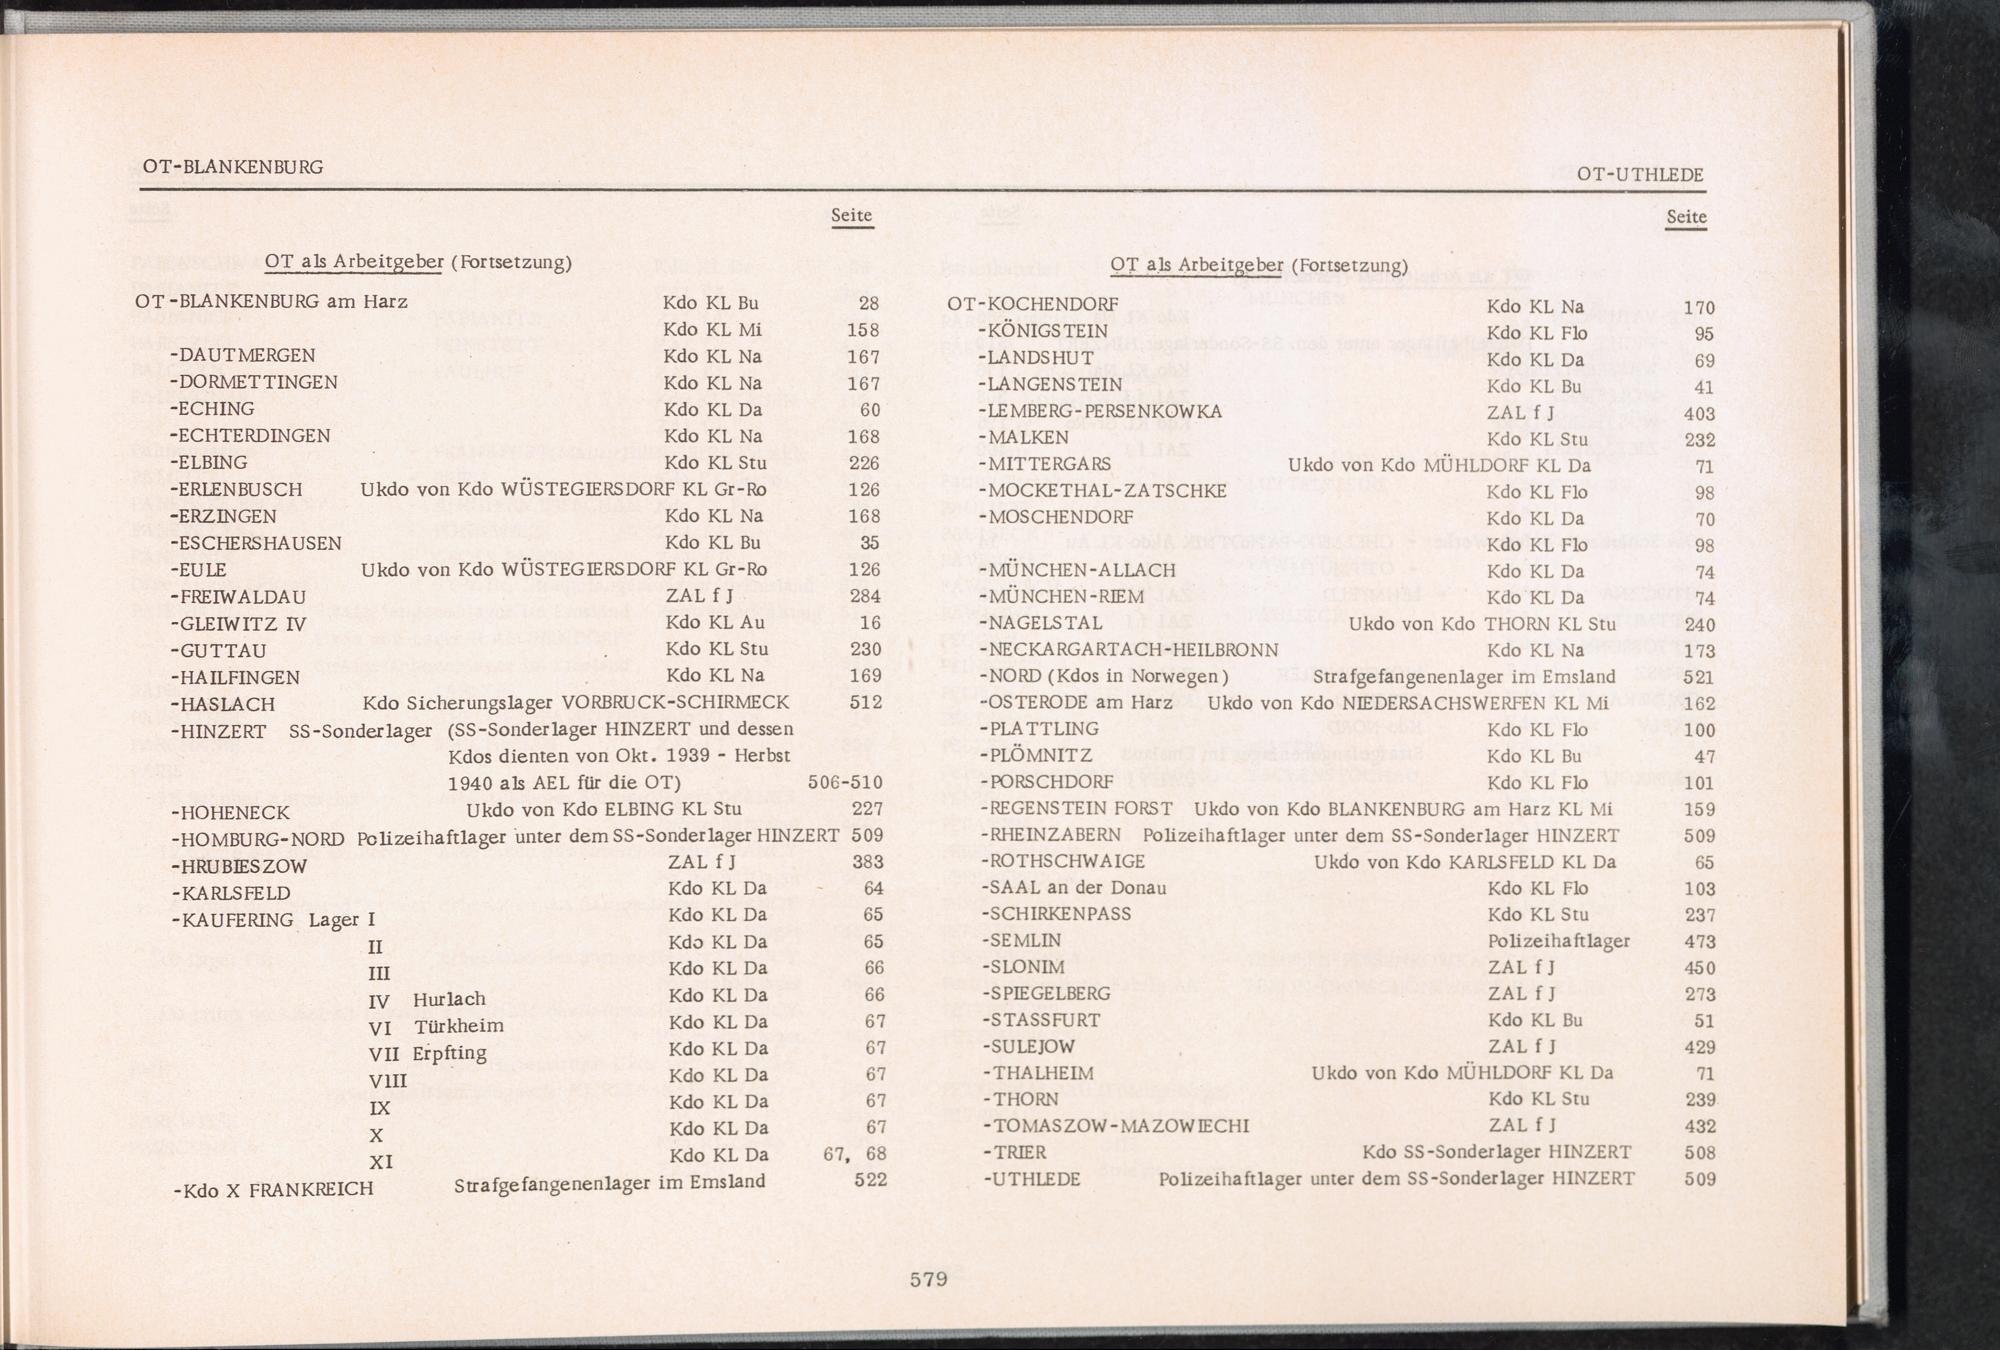 OT-BLANKENBURG OT-UTHLEDE
Seite
OT als Arbeitgeber (Fortsetzung)
OT-BLANKENBURG am Harz Kdo KL Bu 28
Kdo KL Mi 158
-DAUTMERGEN Kdo KL Na 167
-DORMETTINGEN Kdo KL Na 167
-ECHING Kdo KL Da 60
-ECHTERDINGEN Kdo KL Na 168
-ELBING Kdo KL Stu 226
-ERLENBUSCH Ukdo von Kdo WÜSTEGIERSDORF KL Gr-Ro 126
-ERZINGEN Kdo KL Na 168
-ESCHERSHAUSEN Kdo KL Bu 35
-EULE Ukdo von Kdo WÜSTEGIERSDORF KL Gr-Ro 126
-FREIWALDAU ZAL f J 284
-GLEIWITZ IV Kdo KL Au 16
-GUTTAU Kdo KL Stu 230
-HAILFINGEN Kdo KL Na 169
-HASLACH Kdo Sicherungslager VORBRUCK-SCHIRMECK 512
-HINZERT SS-Sonderlager (SS-Sonderlager HINZERT und dessen
Kdos dienten von Okt. 1939 - Herbst
1940 als AEL für die OT) 506-510
-HOHENECK Ukdo von Kdo ELBING KL Stu 227
-HOMBURG-NORD Polizeihaftlager unter dem SS-Sonderlager HINZERT 509
-HRUBIESZOW ZAL f J 383
-KARLSFELD Kdo KL Da 64
-KAUFERING Lager I Kdo KL Da 65
II Kdo KL Da 65
III Kdo KL Da 66
IV Hurlach Kdo KL Da 66
VI Türkheim Kdo KL Da 67
VII Erpfting Kdo KL Da 67
VIII Kdo KL Da 67
IX Kdo KL Da 67
X Kdo KL Da 67
XI Kdo KL Da 67, 68
-Kdo X FRANKREICH Strafgefangenenlager im Emsland 522
Seite
OT als Arbeitgeber (Fortsetzung)
OT-KOCHENDORF Kdo KL Na 170
-KÖNIGSTEIN Kdo KL Flo 95
-LANDSHUT Kdo KL Da 69
-LANGENSTEIN Kdo KL Bu 41
-LEMBERG-PERSENKOWKA ZAL f J 403
-MALKEN Kdo KL Stu 232
-MITTERGARS Ukdo von Kdo MÜHLDORF KL Da 71
-MOCKETHAL-ZATSCHKE Kdo KL Flo 98
-MOSCHENDORF Kdo KL Da 70
Kdo KL Flo 98
-MÜNCHEN-ALLACH Kdo KL Da 74
-MÜNCHEN-RIEM Kdo KL Da 74
-NAGELSTAL Ukdo von Kdo THORN KL Stu 240
-NECKARGARTACH-HEILBRONN Kdo KL Na 173
-NORD (Kdos in Norwegen) Strafgefangenenlager im Emsland 521
-OSTERODE am Harz Ukdo von Kdo NIEDERSACHSWERFEN KL Mi 162
-PLATTLING Kdo KL Flo 100
-PLÖMNITZ Kdo KL Bu 47
-PORSCHDORF Kdo KL Flo 101
-REGENSTEIN FORST Ukdo von Kdo BLANKENBURG am Harz KL Mi 159
-RHEINZABERN Polizeihaftlager unter dem SS-Sonderlager HINZERT 509
-ROTHSCHWAIGE Ukdo von Kdo KARLSFELD KL Da 65
-SAAL an der Donau Kdo KL Flo 103
-SCHIRKENPASS Kdo KL Stu 237
-SEMLIN Polizeihaftlager 473
-SLONIM ZAL f J 450
-SPIEGELBERG ZAL f J 273
-STASSFURT Kdo KL Bu 51
-SULEJOW ZAL f J 429
-THALHEIM Ukdo von Kdo MÜHLDORF KL Da 71
-THORN Kdo KL Stu 239
-TOMASZOW-MAZOWIECHI ZAL f J 432
-TRIER Kdo SS-Sonderlager HINZERT 508
-UTHLEDE Polizeihaftlager unter dem SS-Sonderlager HINZERT 509
579